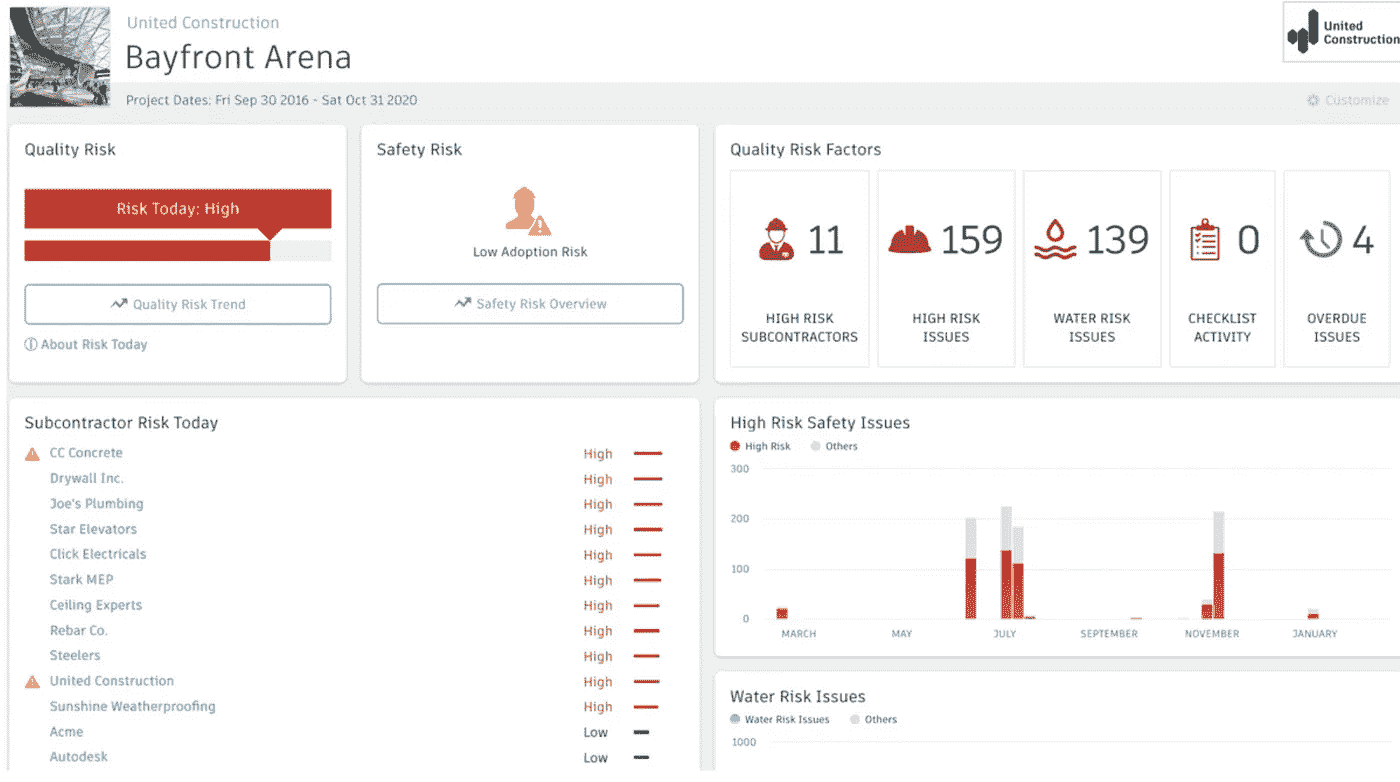 United Construction
Bayfront Arena
United
Construction
Project Dates: Fri Sep 30 2016 - Sat Oct 31 2020
Customize
Quality Risk
Risk Today: High
Quality Risk Trend
About Risk Today
Safety Risk
Low Adoption Risk
Safety Risk Overview
Quality Risk Factors
11
HIGH RISK
SUBCONTRACTORS
159
HIGH RISK
ISSUES
139
WATER RISK
ISSUES
0
CHECKLIST
ACTIVITY
4
OVERDUE
ISSUES
Subcontractor Risk Today
CC Concrete High
Drywall Inc. High
Joe's Plumbing High
Star Elevators High
Click Electricals High
Stark MEP High
Ceiling Experts High
Rebar Co. High
Steelers High
United Construction High
Sunshine Weatherproofing High
Acme Low
Autodesk Low
High Risk Safety Issues
High Risk Others
300
200
100
0
MARCH MAY JULY SEPTEMBER NOVEMBER JANUARY
Water Risk Issues
Water Risk Issues Others
1000